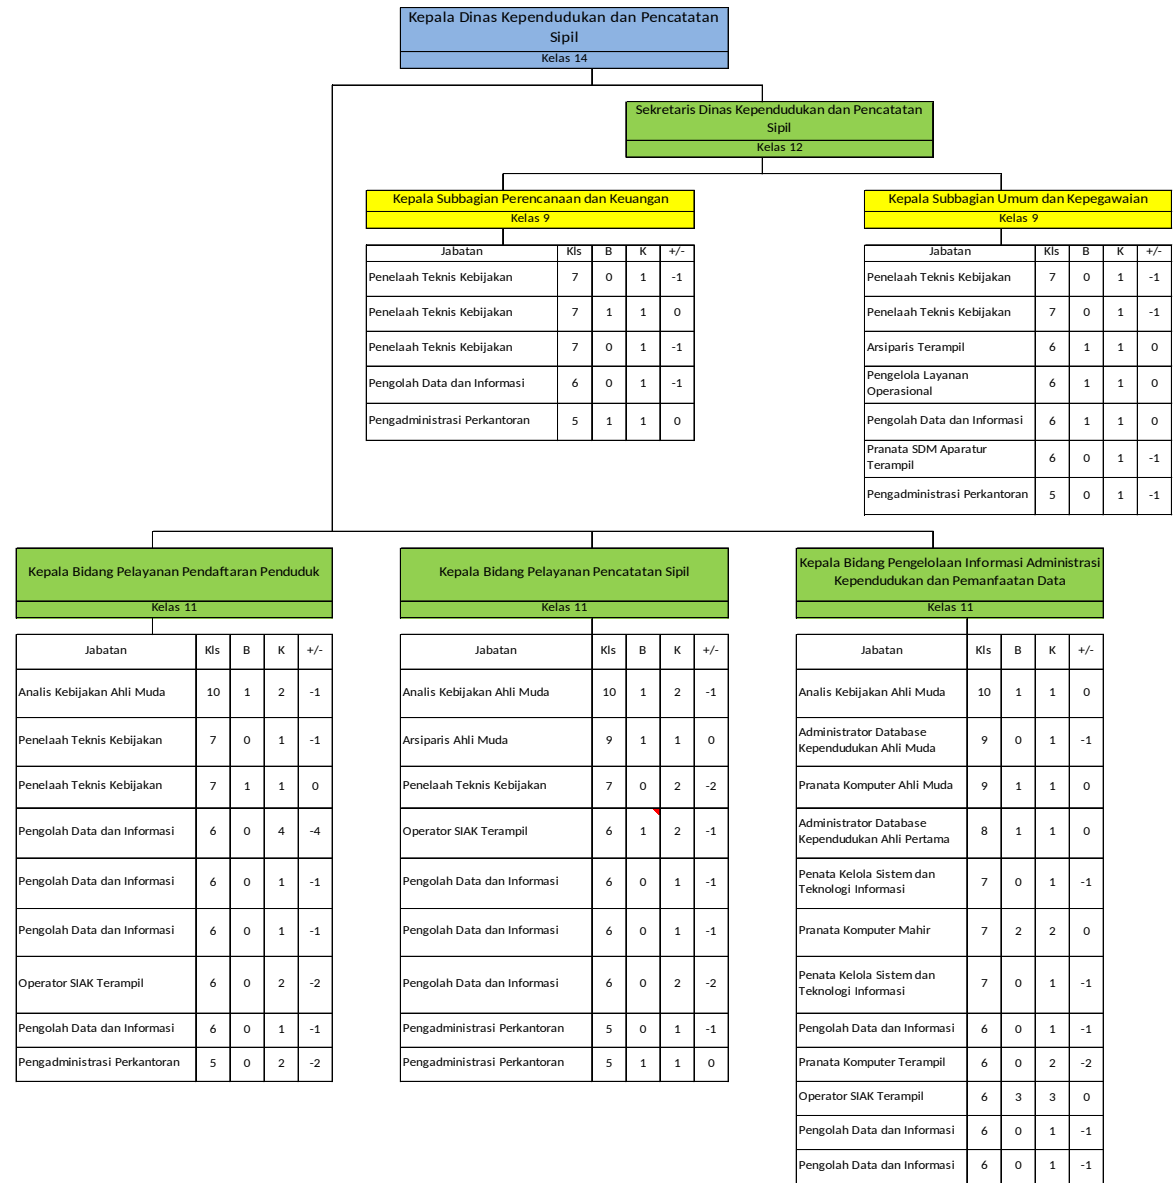 Kepala Dinas Kependudukan dan Pencatatan
Sipil
Kelas 14
Sekretaris Dinas Kependudukan dan Pencatatan
Sipil
Kelas 12
Kepala Subbagian Perencanaan dan Keuangan
Kelas 9
Jabatan Kls B K +/-
Penelaah Teknis Kebijakan 7 0 1 -1
Penelaah Teknis Kebijakan 7 1 1 0
Penelaah Teknis Kebijakan 7 0 1 -1
Pengolah Data dan Informasi 6 0 1 -1
Pengadministrasi Perkantoran 5 1 1 0
Kepala Subbagian Umum dan Kepegawaian
Kelas 9
Jabatan Kls B K +/-
Penelaah Teknis Kebijakan 7 0 1 -1
Penelaah Teknis Kebijakan 7 0 1 -1
Arsiparis Terampil 6 1 1 0
Pengelola Layanan
Operasional 6 1 1 0
Pengolah Data dan Informasi 6 1 1 0
Pranata SDM Aparatur
Terampil 6 0 1 -1
Pengadministrasi Perkantoran 5 0 1 -1
Kepala Bidang Pelayanan Pendaftaran Penduduk
Kelas 11
Jabatan Kls B K +/-
Analis Kebijakan Ahli Muda 10 1 2 -1
Penelaah Teknis Kebijakan 7 0 1 -1
Penelaah Teknis Kebijakan 7 1 1 0
Pengolah Data dan Informasi 6 0 4 -4
Pengolah Data dan Informasi 6 0 1 -1
Pengolah Data dan Informasi 6 0 1 -1
Operator SIAK Terampil 6 0 2 -2
Pengolah Data dan Informasi 6 0 1 -1
Pengadministrasi Perkantoran 5 0 2 -2
Kepala Bidang Pelayanan Pencatatan Sipil
Kelas 11
Jabatan Kls B K +/-
Analis Kebijakan Ahli Muda 10 1 2 -1
Arsiparis Ahli Muda 9 1 1 0
Penelaah Teknis Kebijakan 7 0 2 -2
Operator SIAK Terampil 6 1 2 -1
Pengolah Data dan Informasi 6 0 1 -1
Pengolah Data dan Informasi 6 0 1 -1
Pengolah Data dan Informasi 6 0 2 -2
Pengadministrasi Perkantoran 5 0 1 -1
Pengadministrasi Perkantoran 5 1 1 0
Kepala Bidang Pengelolaan Informasi Administrasi
Kependudukan dan Pemanfaatan Data
Kelas 11
Jabatan Kls B K +/-
Analis Kebijakan Ahli Muda 10 1 1 0
Administrator Database
Kependudukan Ahli Muda 9 0 1 -1
Pranata Komputer Ahli Muda 9 1 1 0
Administrator Database
Kependudukan Ahli Pertama 8 1 1 0
Penata Kelola Sistem dan
Teknologi Informasi 7 0 1 -1
Pranata Komputer Mahir 7 2 2 0
Penata Kelola Sistem dan
Teknologi Informasi 7 0 1 -1
Pengolah Data dan Informasi 6 0 1 -1
Pranata Komputer Terampil 6 0 2 -2
Operator SIAK Terampil 6 3 3 0
Pengolah Data dan Informasi 6 0 1 -1
Pengolah Data dan Informasi 6 0 1 -1